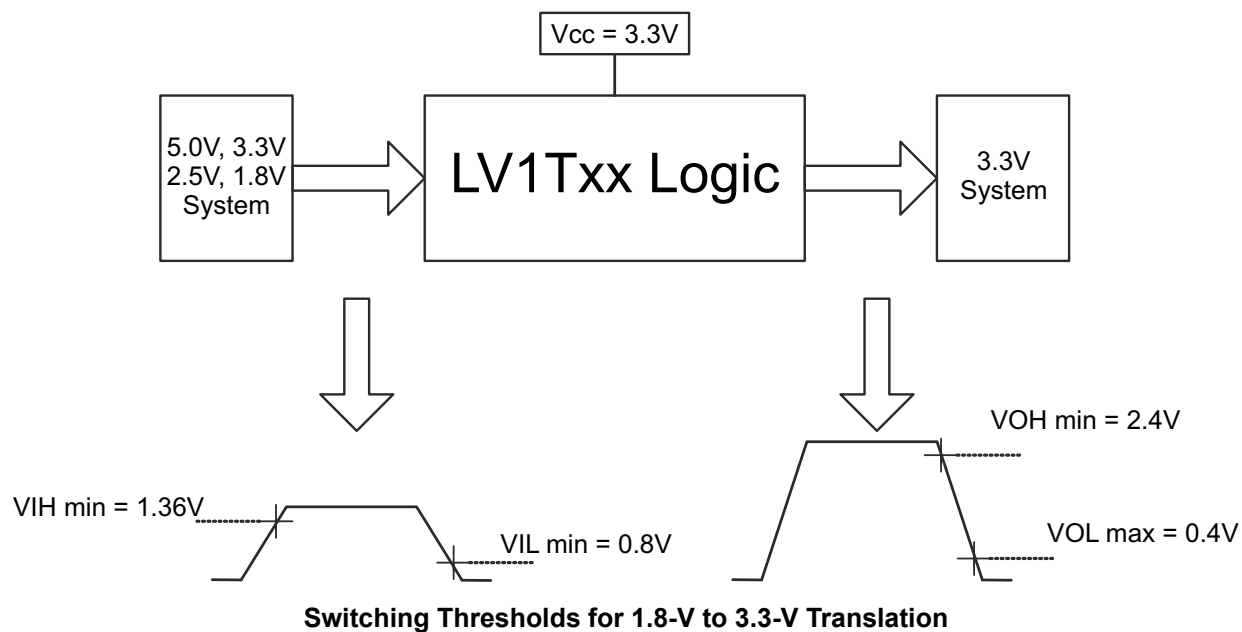 Vcc = 3.3V
5.0V, 3.3V
2.5V, 1.8V
System
LV1Txx Logic
3.3V
System
VOH min = 2.4V
VIH min = 1.36V
VIL min = 0.8V
VOL max = 0.4V
Switching Thresholds for 1.8-V to 3.3-V Translation